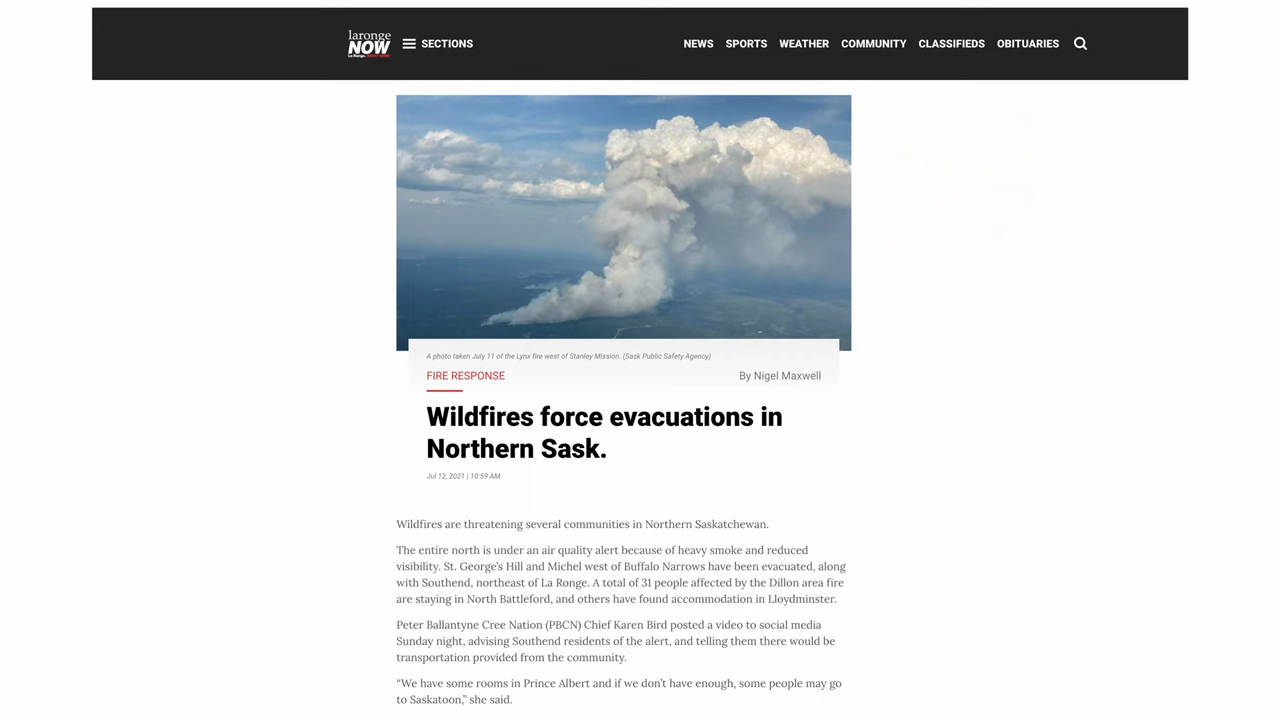 laronge
NOW
SECTIONS
NEWS SPORTS WEATHER COMMUNITY CLASSIFIEDS OBITUARIES
A photo taken July 11 of the Lynx fire west of Stanley Mission. (Sask Public Safety Agency)
FIRE RESPONSE
By Nigel Maxwell
Wildfires force evacuations in
Northern Sask.
Jul 12, 2021 | 10:59 AM
Wildfires are threatening several communities in Northern Saskatchewan.
The entire north is under an air quality alert because of heavy smoke and reduced
visibility. St. George’s Hill and Michel west of Buffalo Narrows have been evacuated, along
with Southend, northeast of La Ronge. A total of 31 people affected by the Dillon area fire
are staying in North Battleford, and others have found accommodation in Lloydminster.
Peter Ballantyne Cree Nation (PBCN) Chief Karen Bird posted a video to social media
Sunday night, advising Southend residents of the alert, and telling them there would be
transportation provided from the community.
“We have some rooms in Prince Albert and if we don’t have enough, some people may go
to Saskatoon,” she said.